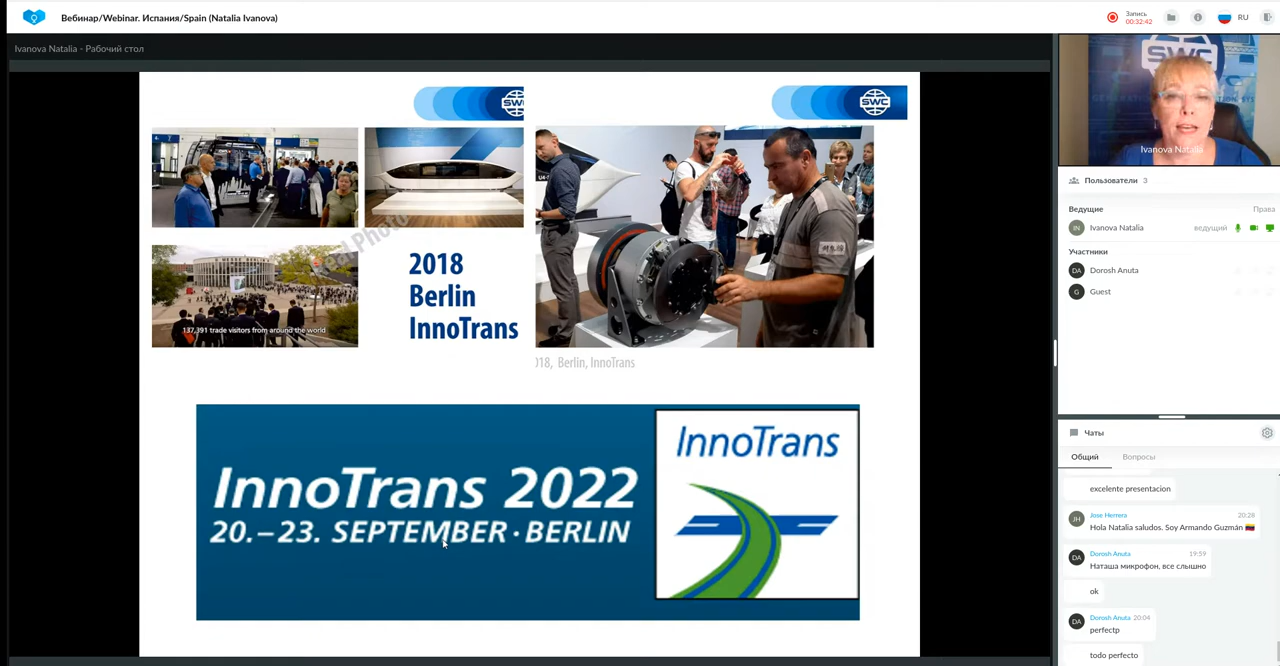 Вебинар/Webinar. Испания/Spain (Natalia Ivanova)
Запись
00:32:42
RU
Ivanova Natalia - Рабочий стол
SWC
SWC
137,391 trade visitors from around the world
2018
Berlin
InnoTrans
2018, Berlin, InnoTrans
InnoTrans 2022
20.–23. SEPTEMBER · BERLIN
InnoTrans
SWC
Ivanova Natalia
Пользователи 3
Ведущие
Права
IN
Ivanova Natalia
ведущий
Участники
DA
Dorosh Anuta
G
Guest
Чаты
Общий
Вопросы
excelente presentacion
JH
Jose Herrera 20:28
Hola Natalia saludos. Soy Armando Guzmán
DA
Dorosh Anuta 19:59
Наташа микрофон, все слышно
ok
DA
Dorosh Anuta 20:04
perfectp
todo perfecto